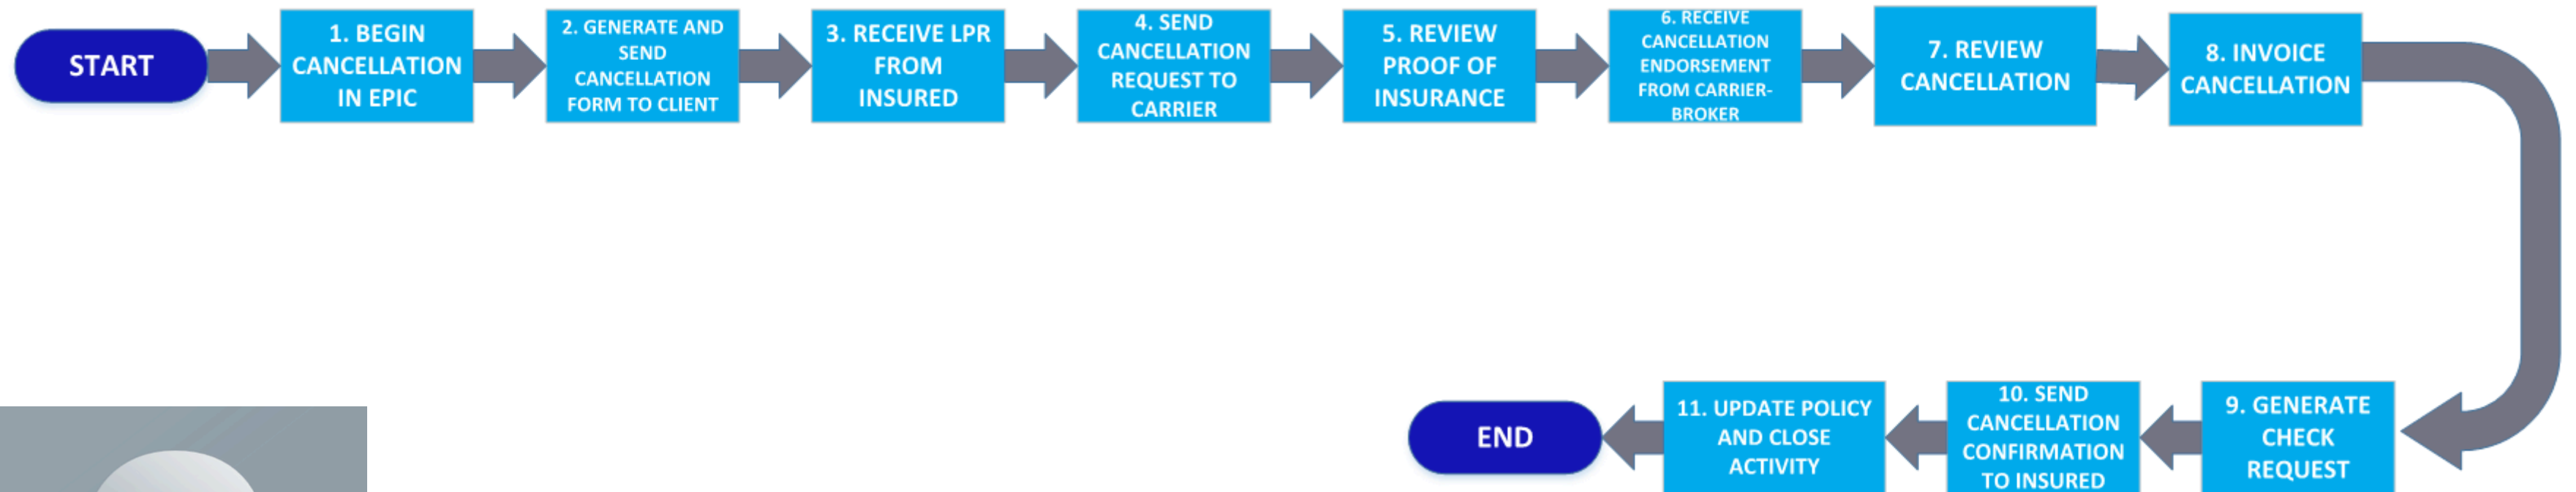 START
1. BEGIN
CANCELLATION
IN EPIC
2. GENERATE AND
SEND
CANCELLATION
FORM TO CLIENT
3. RECEIVE LPR
FROM
INSURED
4. SEND
CANCELLATION
REQUEST TO
CARRIER
5. REVIEW
PROOF OF
INSURANCE
6. RECEIVE
CANCELLATION
ENDORSEMENT
FROM CARRIER-
BROKER
7. REVIEW
CANCELLATION
8. INVOICE
CANCELLATION
9. GENERATE
CHECK
REQUEST
10. SEND
CANCELLATION
CONFIRMATION
TO INSURED
11. UPDATE POLICY
AND CLOSE
ACTIVITY
END